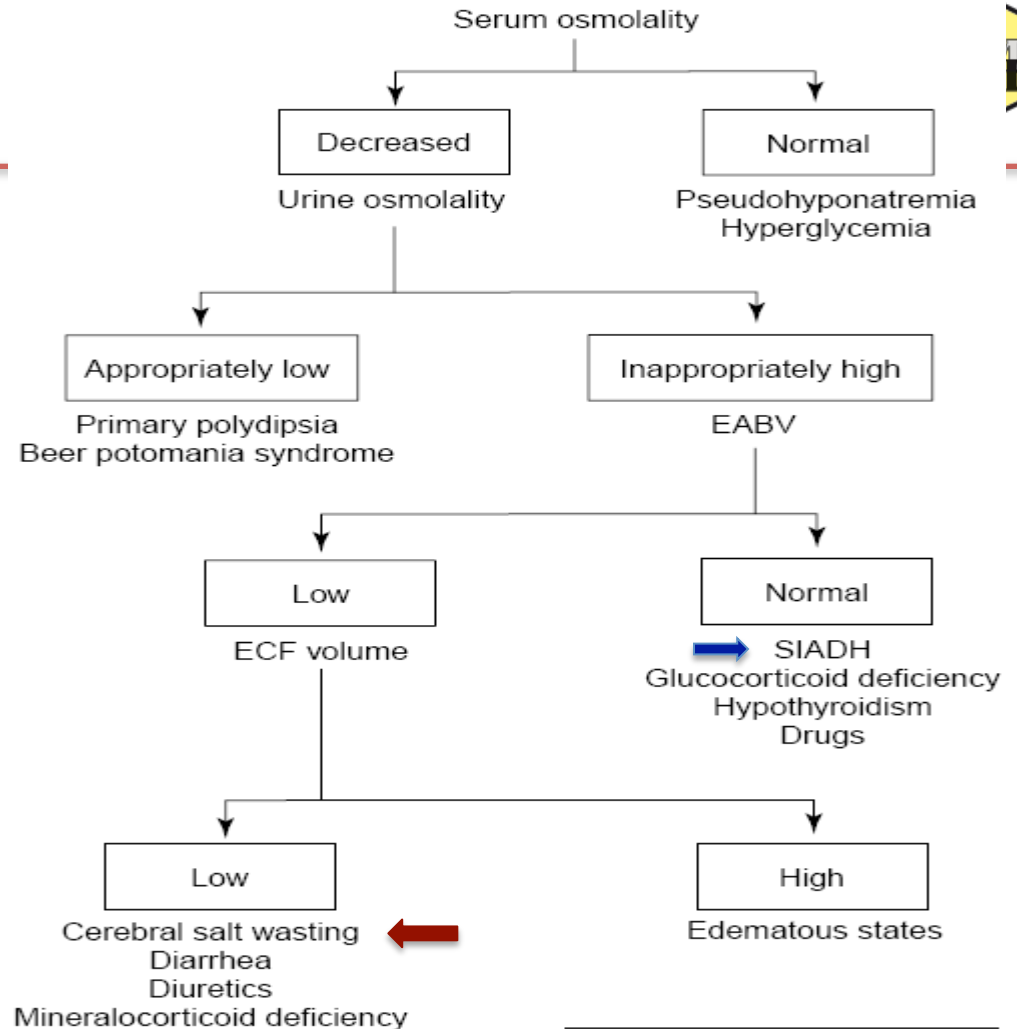 Serum osmolality
Decreased
Normal
Urine osmolality
Pseudohyponatremia
Hyperglycemia
Appropriately low
Inappropriately high
Primary polydipsia
Beer potomania syndrome
EABV
Low
Normal
ECF volume
SIADH
Glucocorticoid deficiency
Hypothyroidism
Drugs
Low
High
Cerebral salt wasting
Diarrhea
Diuretics
Mineralocorticoid deficiency
Edematous states